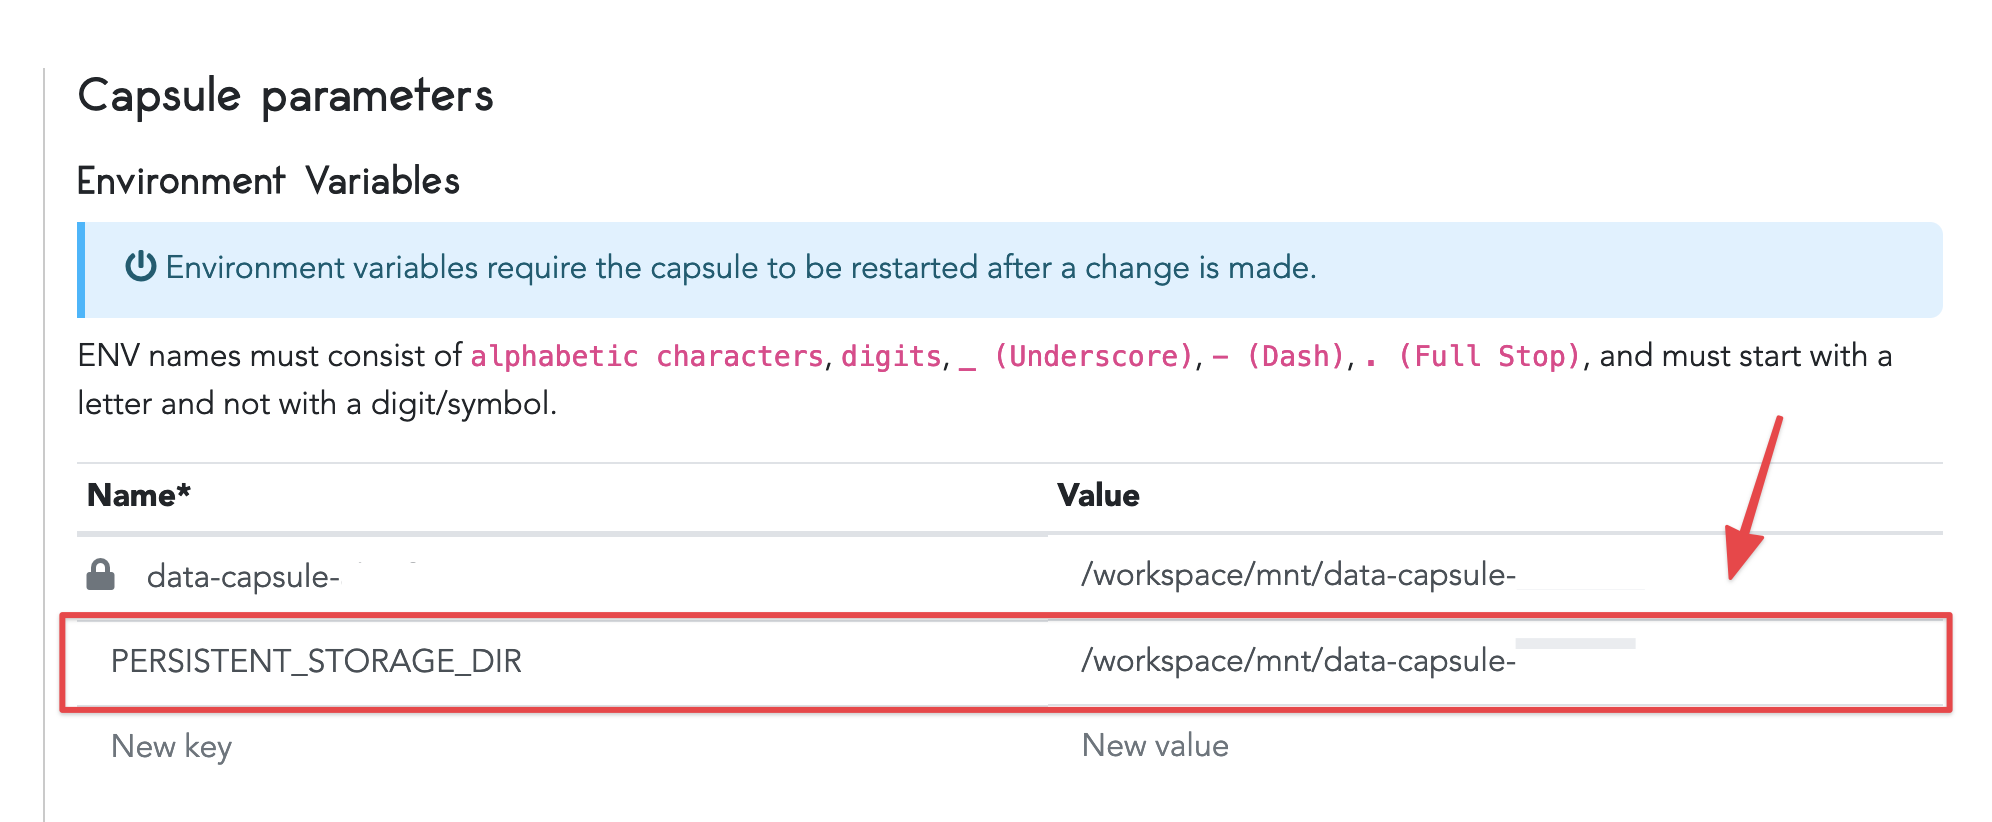 Capsule parameters
Environment Variables
Environment variables require the capsule to be restarted after a change is made.
ENV names must consist of alphabetic characters, digits, _ (Underscore), - (Dash), . (Full Stop), and must start with a
letter and not with a digit/symbol.
Name* Value
data-capsule- /workspace/mnt/data-capsule-
PERSISTENT_STORAGE_DIR /workspace/mnt/data-capsule-
New key New value